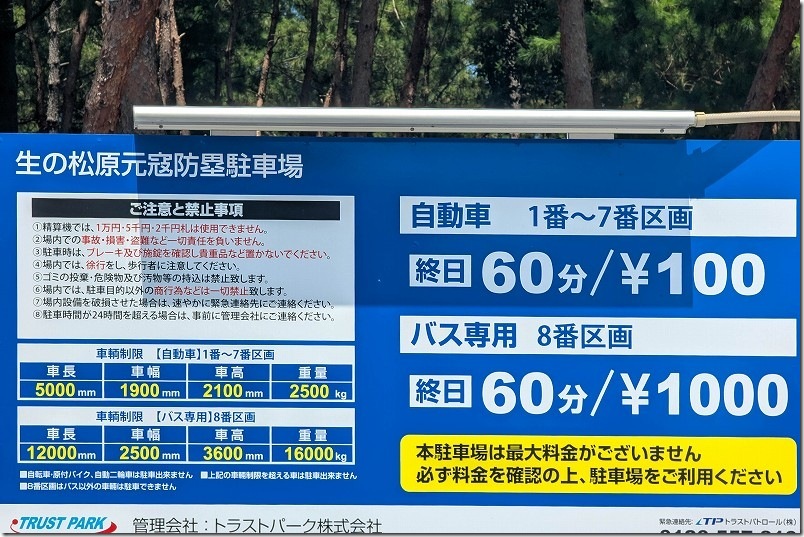 生の松原元寇防塁駐車場
ご注意と禁止事項
①精算機では、1万円・5千円・2千円札は使用できません。
②場内での事故・損害・盗難など一切責任を負いません。
③駐車時は、ブレーキ及び施錠を確認し貴重品など置かないでください。
④場内では、徐行をし、歩行者に注意してください。
⑤ゴミの投棄・危険物及び汚物等の持込は禁止致します。
⑥場内では、駐車目的以外の商行為などは一切禁止致します。
⑦場内設備を破損させた場合は、速やかに緊急連絡先にご連絡ください。
⑧駐車時間が24時間を超える場合は、事前に管理会社にご連絡ください。
車輌制限 【自動車】1番～7番区画
車長 車幅 車高 重量
5000mm 1900mm 2100mm 2500kg
車輌制限 【バス専用】8番区画
車長 車幅 車高 重量
12000mm 2500mm 3600mm 16000kg
■自転車・原付バイク、自動二輪車は駐車出来ません ■上記の車輌制限を超える車は駐車出来ません
■8番区画はバス以外の車輌は駐車できません
TRUST PARK 管理会社：トラストパーク株式会社
自動車 1番～7番区画
終日 60分/¥100
バス専用 8番区画
終日 60分/¥1000
本駐車場は最大料金がございません
必ず料金を確認の上、駐車場をご利用ください
緊急連絡先: TP トラストパトロール(株)